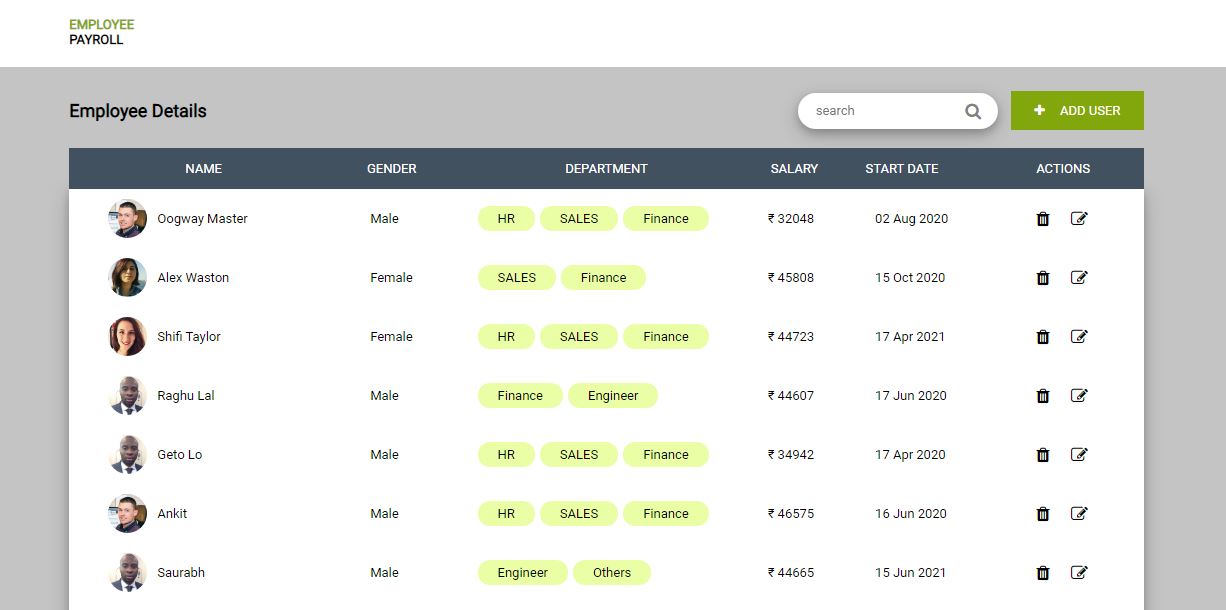 EMPLOYEE
PAYROLL
Employee Details
search
ADD USER
NAME GENDER DEPARTMENT SALARY START DATE ACTIONS
Oogway Master Male HR SALES Finance ₹ 32048 02 Aug 2020
Alex Waston Female SALES Finance ₹ 45808 15 Oct 2020
Shifi Taylor Female HR SALES Finance ₹ 44723 17 Apr 2021
Raghu Lal Male Finance Engineer ₹ 44607 17 Jun 2020
Geto Lo Male HR SALES Finance ₹ 34942 17 Apr 2020
Ankit Male HR SALES Finance ₹ 46575 16 Jun 2020
Saurabh Male Engineer Others ₹ 44665 15 Jun 2021